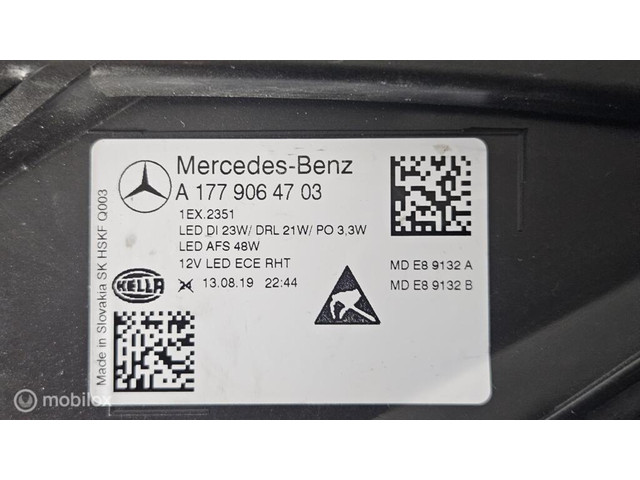 Mercedes-Benz
A 177 906 47 03
1EX.2351
LED DI 23W/ DRL 21W/ PO 3,3W
LED AFS 48W
12V LED ECE RHT
MD E8 9132 A
HELLA
13.08.19 22:44
MD E8 9132 B
Made in Slovakia SK HSKF Q003
mobilox